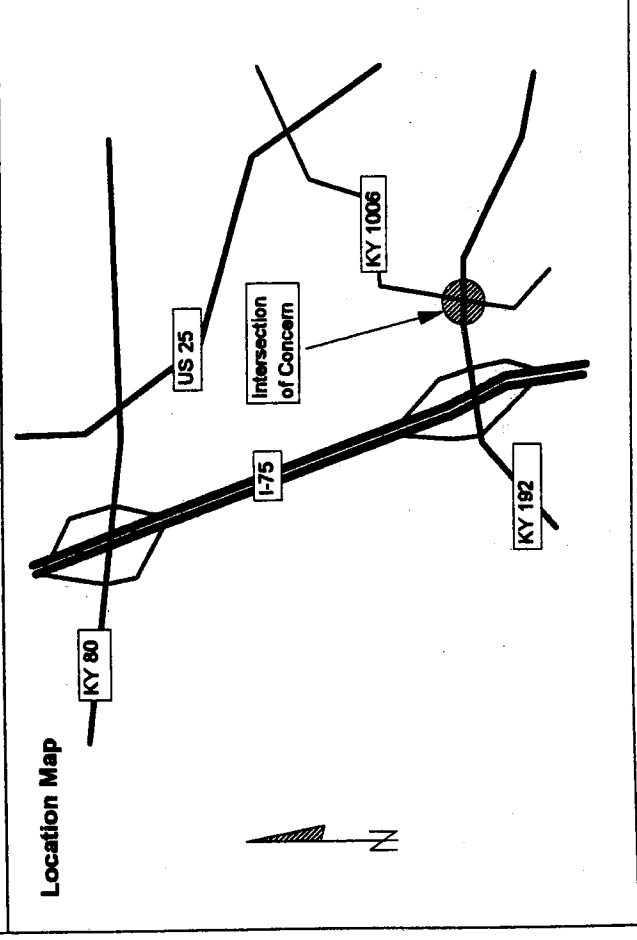 Location Map
KY 80
I-75
US 25
Intersection
of Concern
KY 1006
KY 192
N